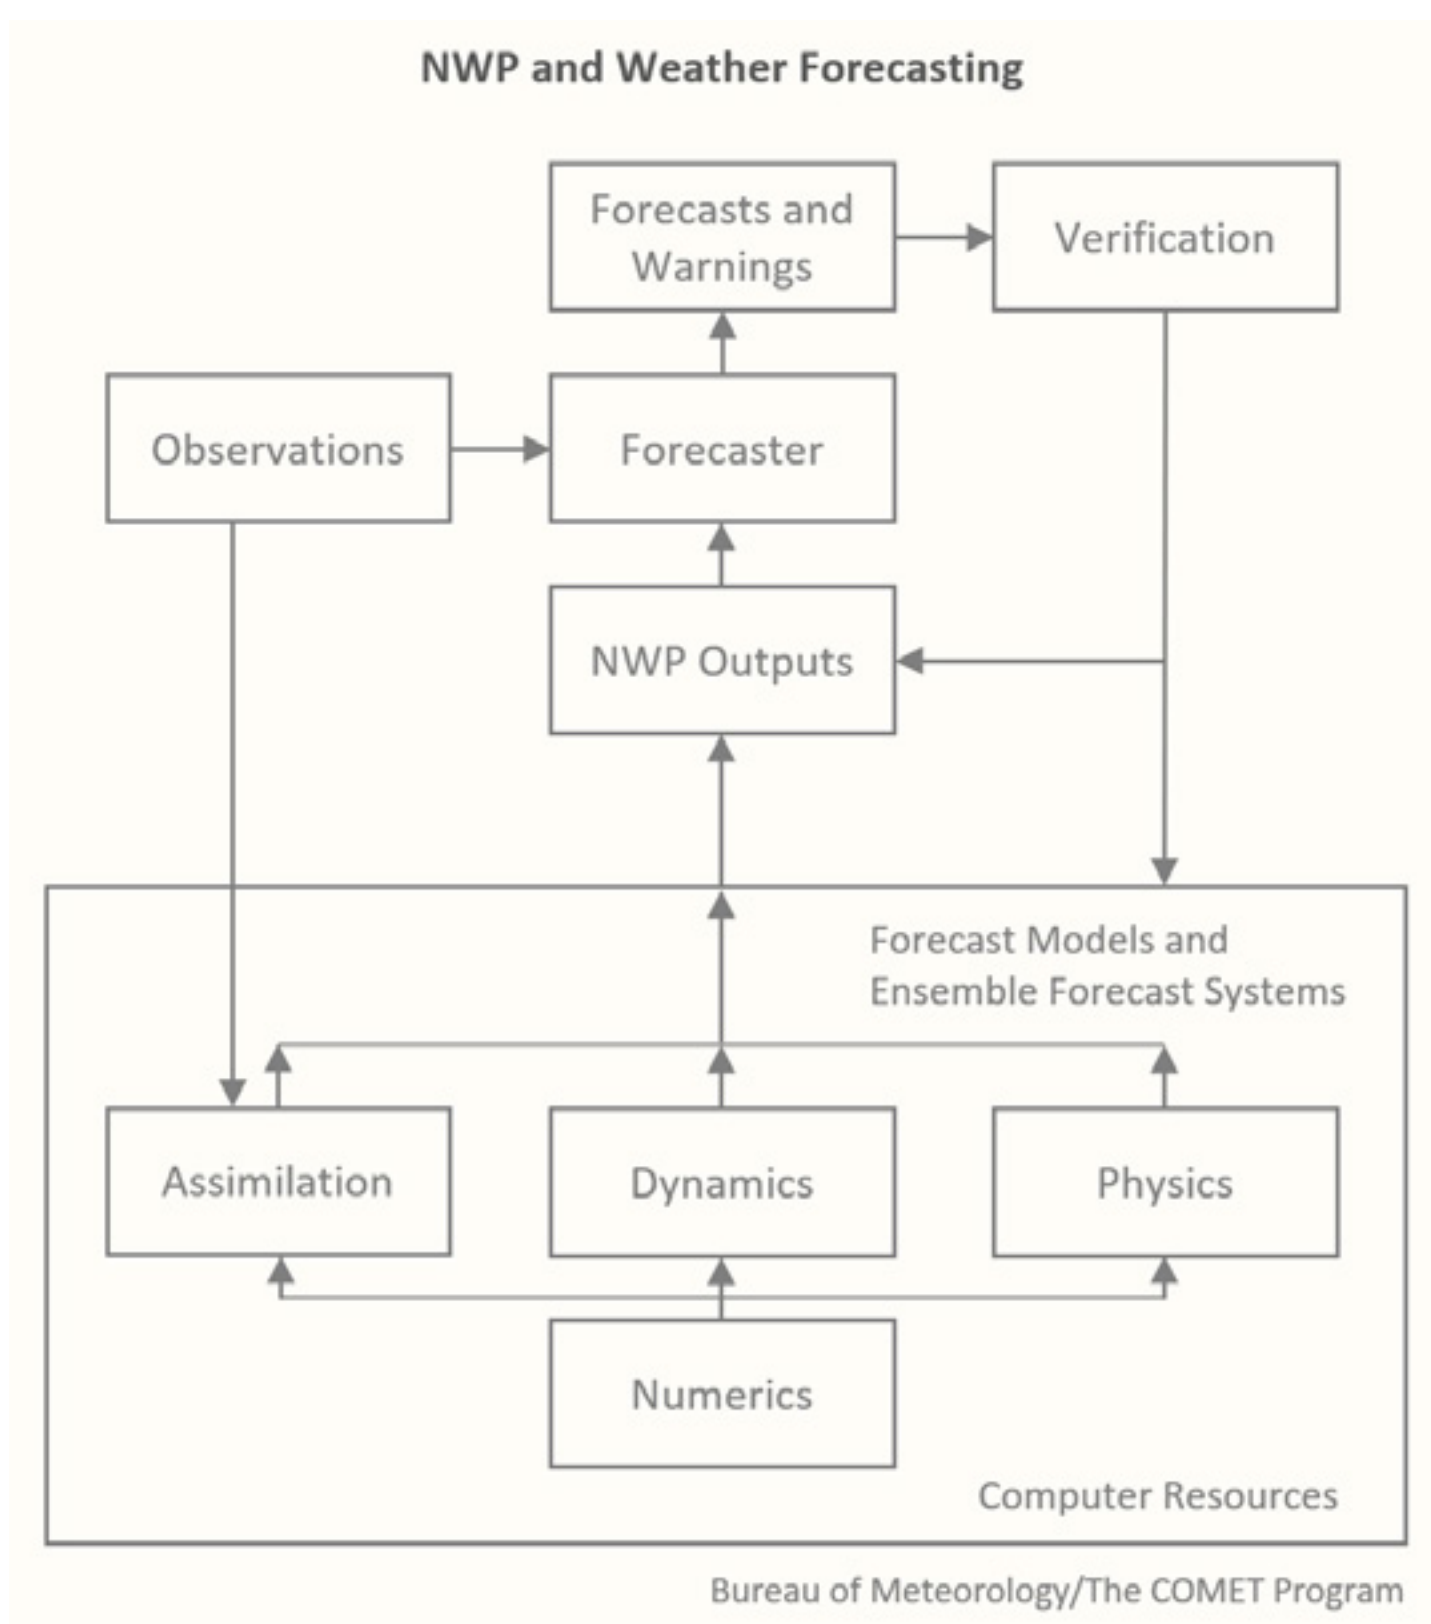 NWP and Weather Forecasting
Forecasts and
Warnings
Verification
Observations
Forecaster
NWP Outputs
Forecast Models and
Ensemble Forecast Systems
Assimilation
Dynamics
Physics
Numerics
Computer Resources
Bureau of Meteorology/The COMET Program